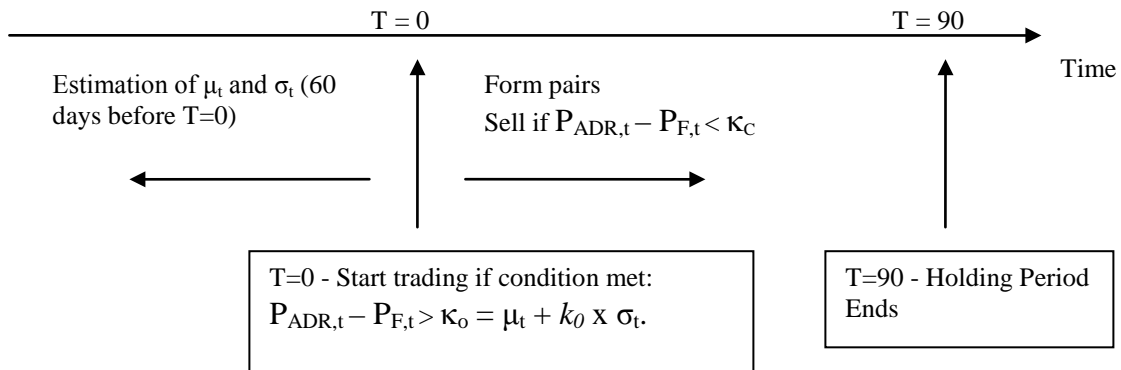 T = 0
T = 90
Time
Estimation of μt and σt (60
days before T=0)
Form pairs
Sell if PADR,t – PF,t < κC
T=0 - Start trading if condition met:
PADR,t – PF,t > κo = μt + k0 x σt.
T=90 - Holding Period
Ends